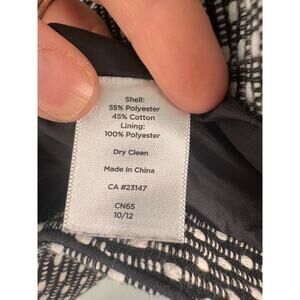 Shell:
55% Polyester
45% Cotton
Lining:
100% Polyester
Dry Clean
Made in China
CA #23147
CN65
10/12